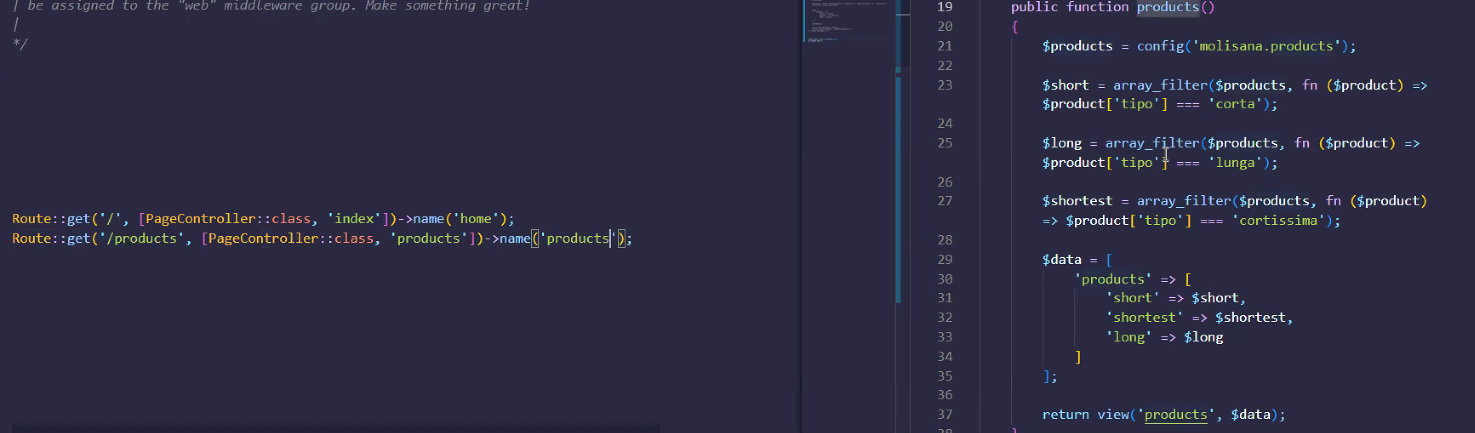 | be assigned to the "web" middleware group. Make something great!
|
*/
Route::get('/', [PageController::class, 'index'])->name('home');
Route::get('/products', [PageController::class, 'products'])->name('products');
19 public function products()
20 {
21 $products = config('molisana.products');
22
23 $short = array_filter($products, fn ($product) =>
$product['tipo'] === 'corta');
24
25 $long = array_filter($products, fn ($product) =>
$product['tipo'] === 'lunga');
26
27 $shortest = array_filter($products, fn ($product)
=> $product['tipo'] === 'cortissima');
28
29 $data = [
30 'products' => [
31 'short' => $short,
32 'shortest' => $shortest,
33 'long' => $long
34 ]
35 ];
36
37 return view('products', $data);
38 }